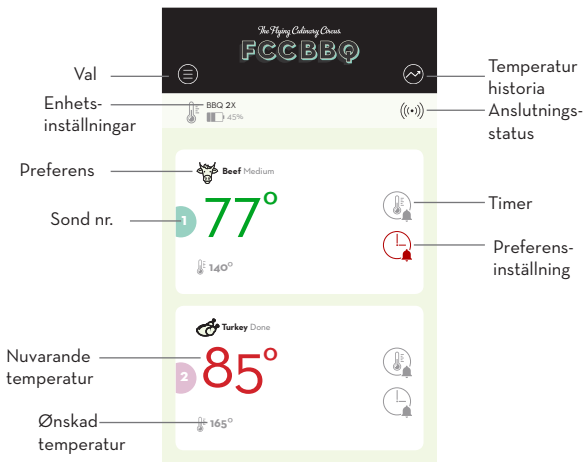 The Flying Culinary Circus
FCCBBQ
Val
Temperatur
historia
Enhets-
inställningar
BBQ 2X
45%
Anslutnings-
status
Preferens
Beef Medium
Sond nr.
1
77°
Timer
Preferens-
inställning
140°
Turkey Done
Nuvarande
temperatur
2
85°
Ønskad
temperatur
165°